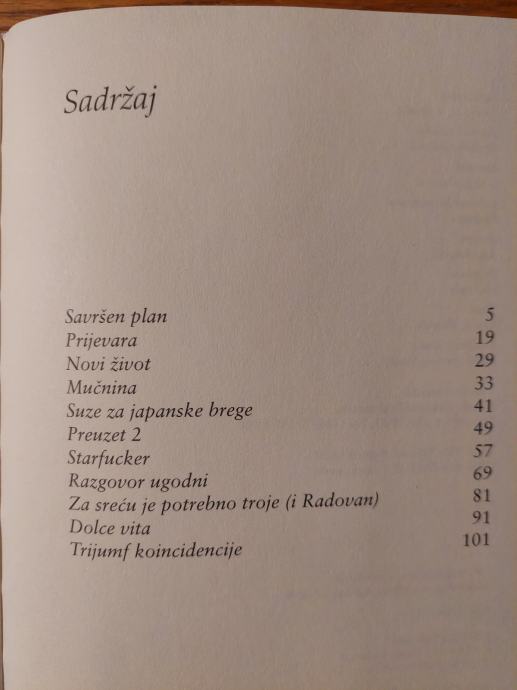 Sadržaj
Savršen plan 5
Prijevara 19
Novi život 29
Mučnina 33
Suze za japanske brege 41
Preuzet 2 49
Starfucker 57
Razgovor ugodni 69
Za sreću je potrebno troje (i Radovan) 81
Dolce vita 91
Trijumf koincidencije 101